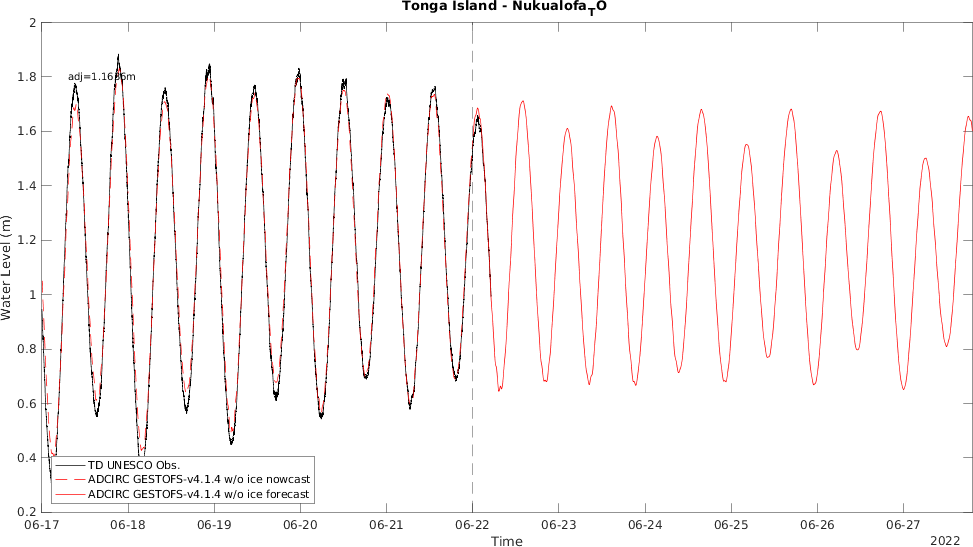 Tonga Island - Nukualofa_TO
2
1.8
1.6
1.4
1.2
1
0.8
0.6
0.4
0.2
Water Level (m)
TD UNESCO Obs.
ADCIRC GESTOFS-v4.1.4 w/o ice nowcast
ADCIRC GESTOFS-v4.1.4 w/o ice forecast
06-17 06-18 06-19 06-20 06-21 06-22 06-23 06-24 06-25 06-26 06-27
Time
2022